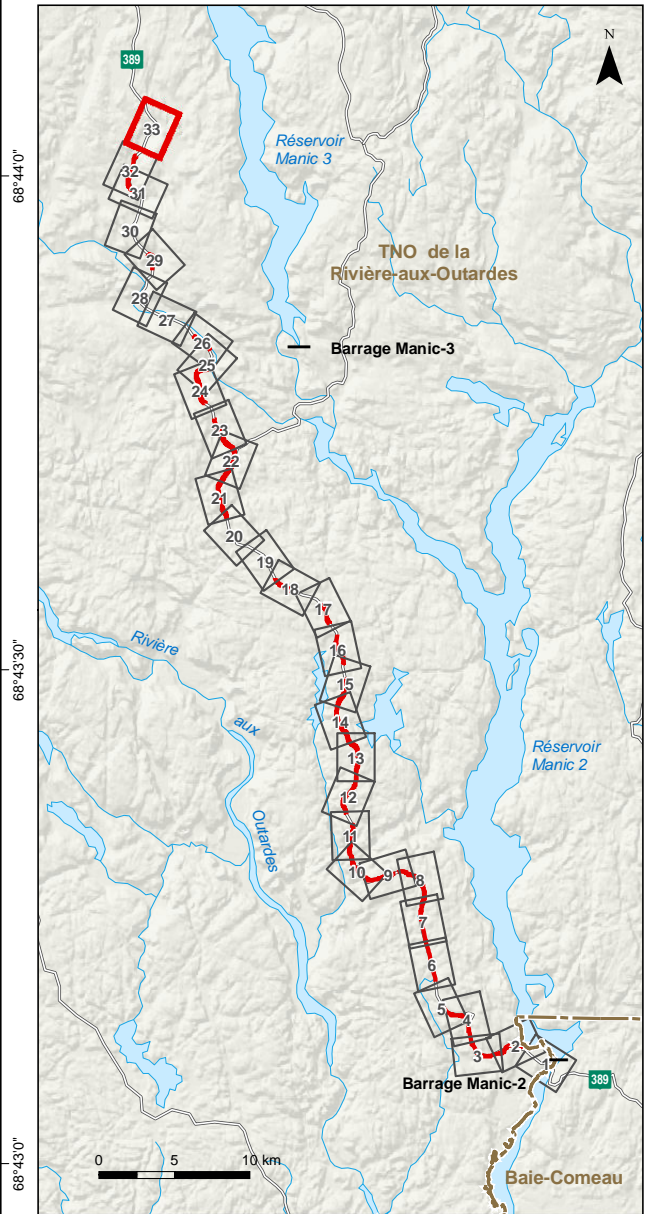 N
389
33
Réservoir
Manic 3
68°44'0"
32
31
30
TNO de la
Rivière-aux-Outardes
29
28
27
26
Barrage Manic-3
25
24
23
22
21
20
19
18
17
16
Rivière
68°43'30"
15
aux
14
Réservoir
Manic 2
13
12
Outardes
11
10
9
8
7
6
5
4
3
2
1
Barrage Manic-2
389
0 5 10 km
68°43'0"
Baie-Comeau